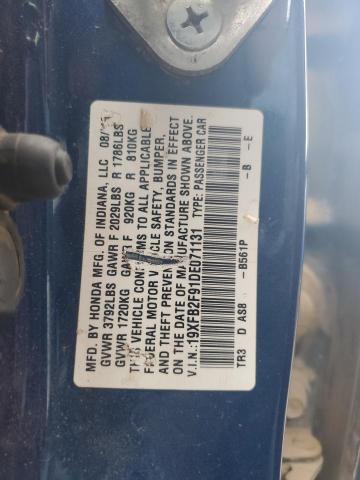 MFD. BY HONDA MFG. OF INDIANA, LLC 08/
GVWR 3792LBS GAWR F 2029LBS R 1786LBS
GVWR 1720KG GAWR F 920KG R 810KG
THIS VEHICLE CONFORMS TO ALL APPLICABLE
FEDERAL MOTOR VEHICLE SAFETY, BUMPER,
AND THEFT PREVENTION STANDARDS IN EFFECT
ON THE DATE OF MANUFACTURE SHOWN ABOVE.
V.I.N.:19XFB2F91DE071131 TYPE: PASSENGER CAR
TR3 D AS8 -B561P -B -E